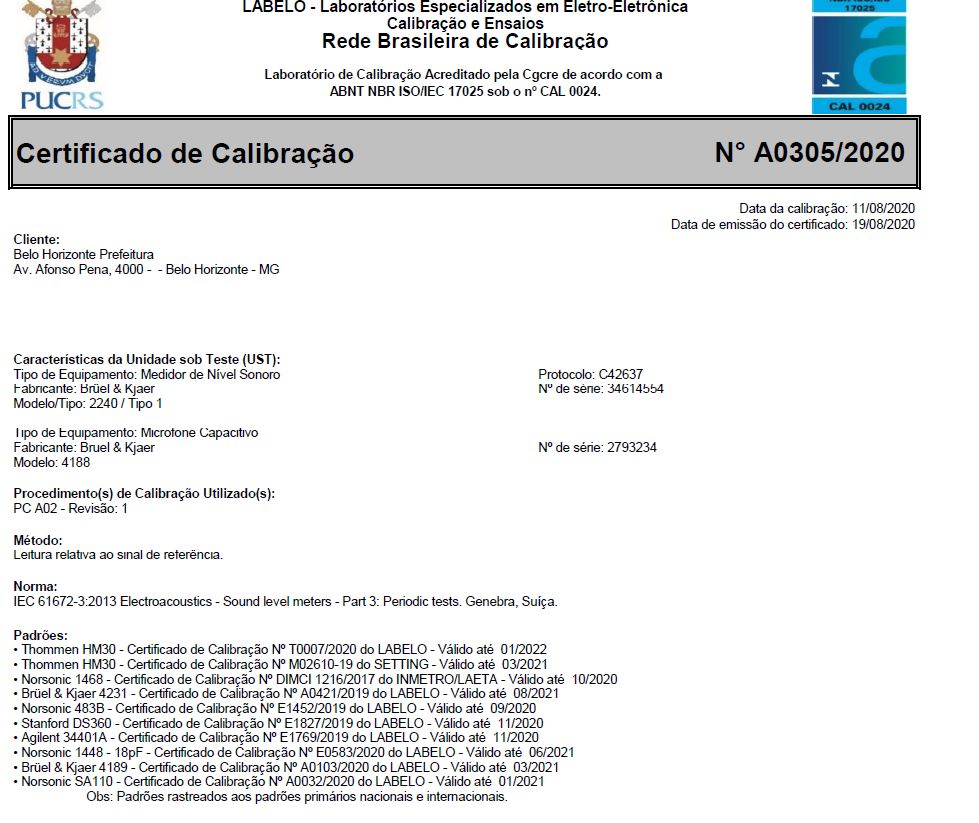 LABELO - Laboratórios Especializados em Eletro-Eletrônica
Calibração e Ensaios
Rede Brasileira de Calibração
Laboratório de Calibração Acreditado pela Cgcre de acordo com a
ABNT NBR ISO/IEC 17025 sob o nº CAL 0024.
PUCRS
17025
CAL 0024
Certificado de Calibração N° A0305/2020
Data da calibração: 11/08/2020
Data de emissão do certificado: 19/08/2020
Cliente:
Belo Horizonte Prefeitura
Av. Afonso Pena, 4000 - - Belo Horizonte - MG
Características da Unidade sob Teste (UST):
Tipo de Equipamento: Medidor de Nível Sonoro Protocolo: C42637
Fabricante: Brüel & Kjaer Nº de série: 34614554
Modelo/Tipo: 2240 / Tipo 1
Tipo de Equipamento: Microfone Capacitivo
Fabricante: Bruel & Kjaer Nº de série: 2793234
Modelo: 4188
Procedimento(s) de Calibração Utilizado(s):
PC A02 - Revisão: 1
Método:
Leitura relativa ao sinal de referência.
Norma:
IEC 61672-3:2013 Electroacoustics - Sound level meters - Part 3: Periodic tests. Genebra, Suíça.
Padrões:
• Thommen HM30 - Certificado de Calibração Nº T0007/2020 do LABELO - Válido até 01/2022
• Thommen HM30 - Certificado de Calibração Nº M02610-19 do SETTING - Válido até 03/2021
• Norsonic 1468 - Certificado de Calibração Nº DIMCI 1216/2017 do INMETRO/LAETA - Válido até 10/2020
• Brüel & Kjaer 4231 - Certificado de Calibração Nº A0421/2019 do LABELO - Válido até 08/2021
• Norsonic 483B - Certificado de Calibração Nº E1452/2019 do LABELO - Válido até 09/2020
• Stanford DS360 - Certificado de Calibração Nº E1827/2019 do LABELO - Válido até 11/2020
• Agilent 34401A - Certificado de Calibração Nº E1769/2019 do LABELO - Válido até 11/2020
• Norsonic 1448 - 18pF - Certificado de Calibração Nº E0583/2020 do LABELO - Válido até 06/2021
• Brüel & Kjaer 4189 - Certificado de Calibração Nº A0103/2020 do LABELO - Válido até 03/2021
• Norsonic SA110 - Certificado de Calibração Nº A0032/2020 do LABELO - Válido até 01/2021
Obs: Padrões rastreados aos padrões primários nacionais e internacionais.